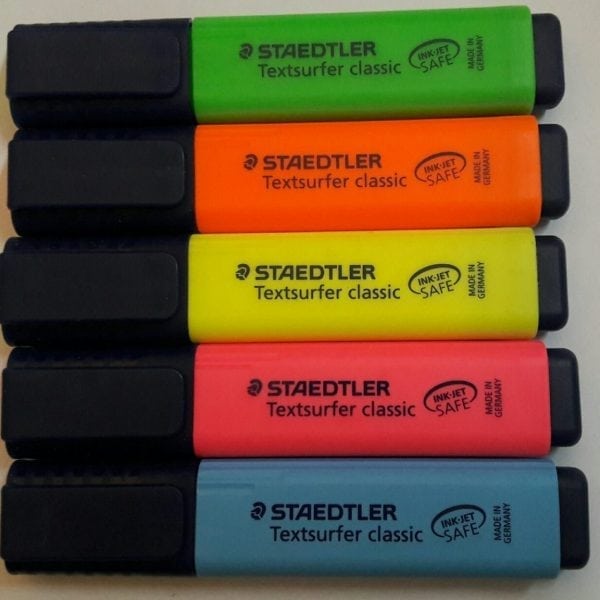 STAEDTLER
Textsurfer classic
INK-JET
SAFE
MADE IN
GERMANY
STAEDTLER
Textsurfer classic
INK-JET
SAFE
MADE IN
GERMANY
STAEDTLER
Textsurfer classic
INK-JET
SAFE
MADE IN
GERMANY
STAEDTLER
Textsurfer classic
INK-JET
SAFE
MADE IN
GERMANY
STAEDTLER
Textsurfer classic
INK-JET
SAFE
MADE IN
GERMANY